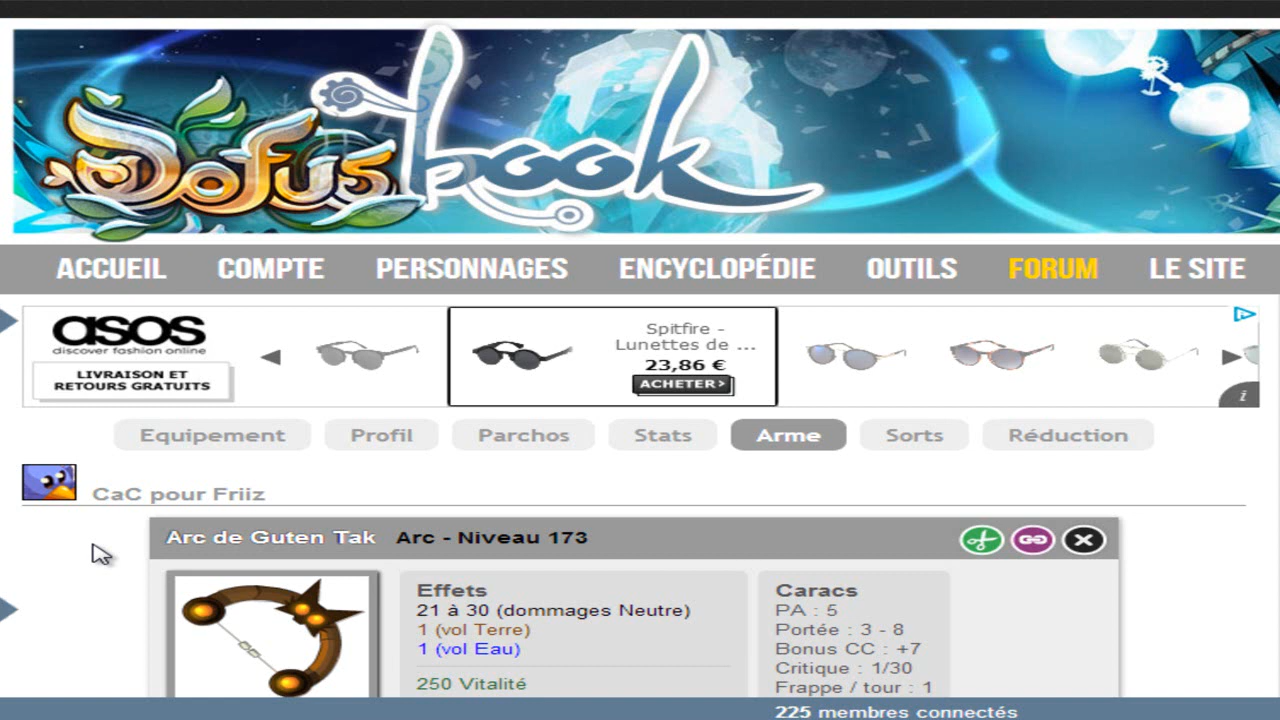 Dofus book
ACCUEIL COMPTE PERSONNAGES ENCYCLOPÉDIE OUTILS FORUM LE SITE
asos
discover fashion online
LIVRAISON ET
RETOURS GRATUITS
Spitfire -
Lunettes de ...
23,86 €
ACHETER>
i
Equipement Profil Parchos Stats Arme Sorts Réduction
CaC pour Friiz
Arc de Guten Tak Arc - Niveau 173
Effets
21 à 30 (dommages Neutre)
1 (vol Terre)
1 (vol Eau)
250 Vitalité
Caracs
PA : 5
Portée : 3 - 8
Bonus CC : +7
Critique : 1/30
Frappe / tour : 1
225 membres connectés